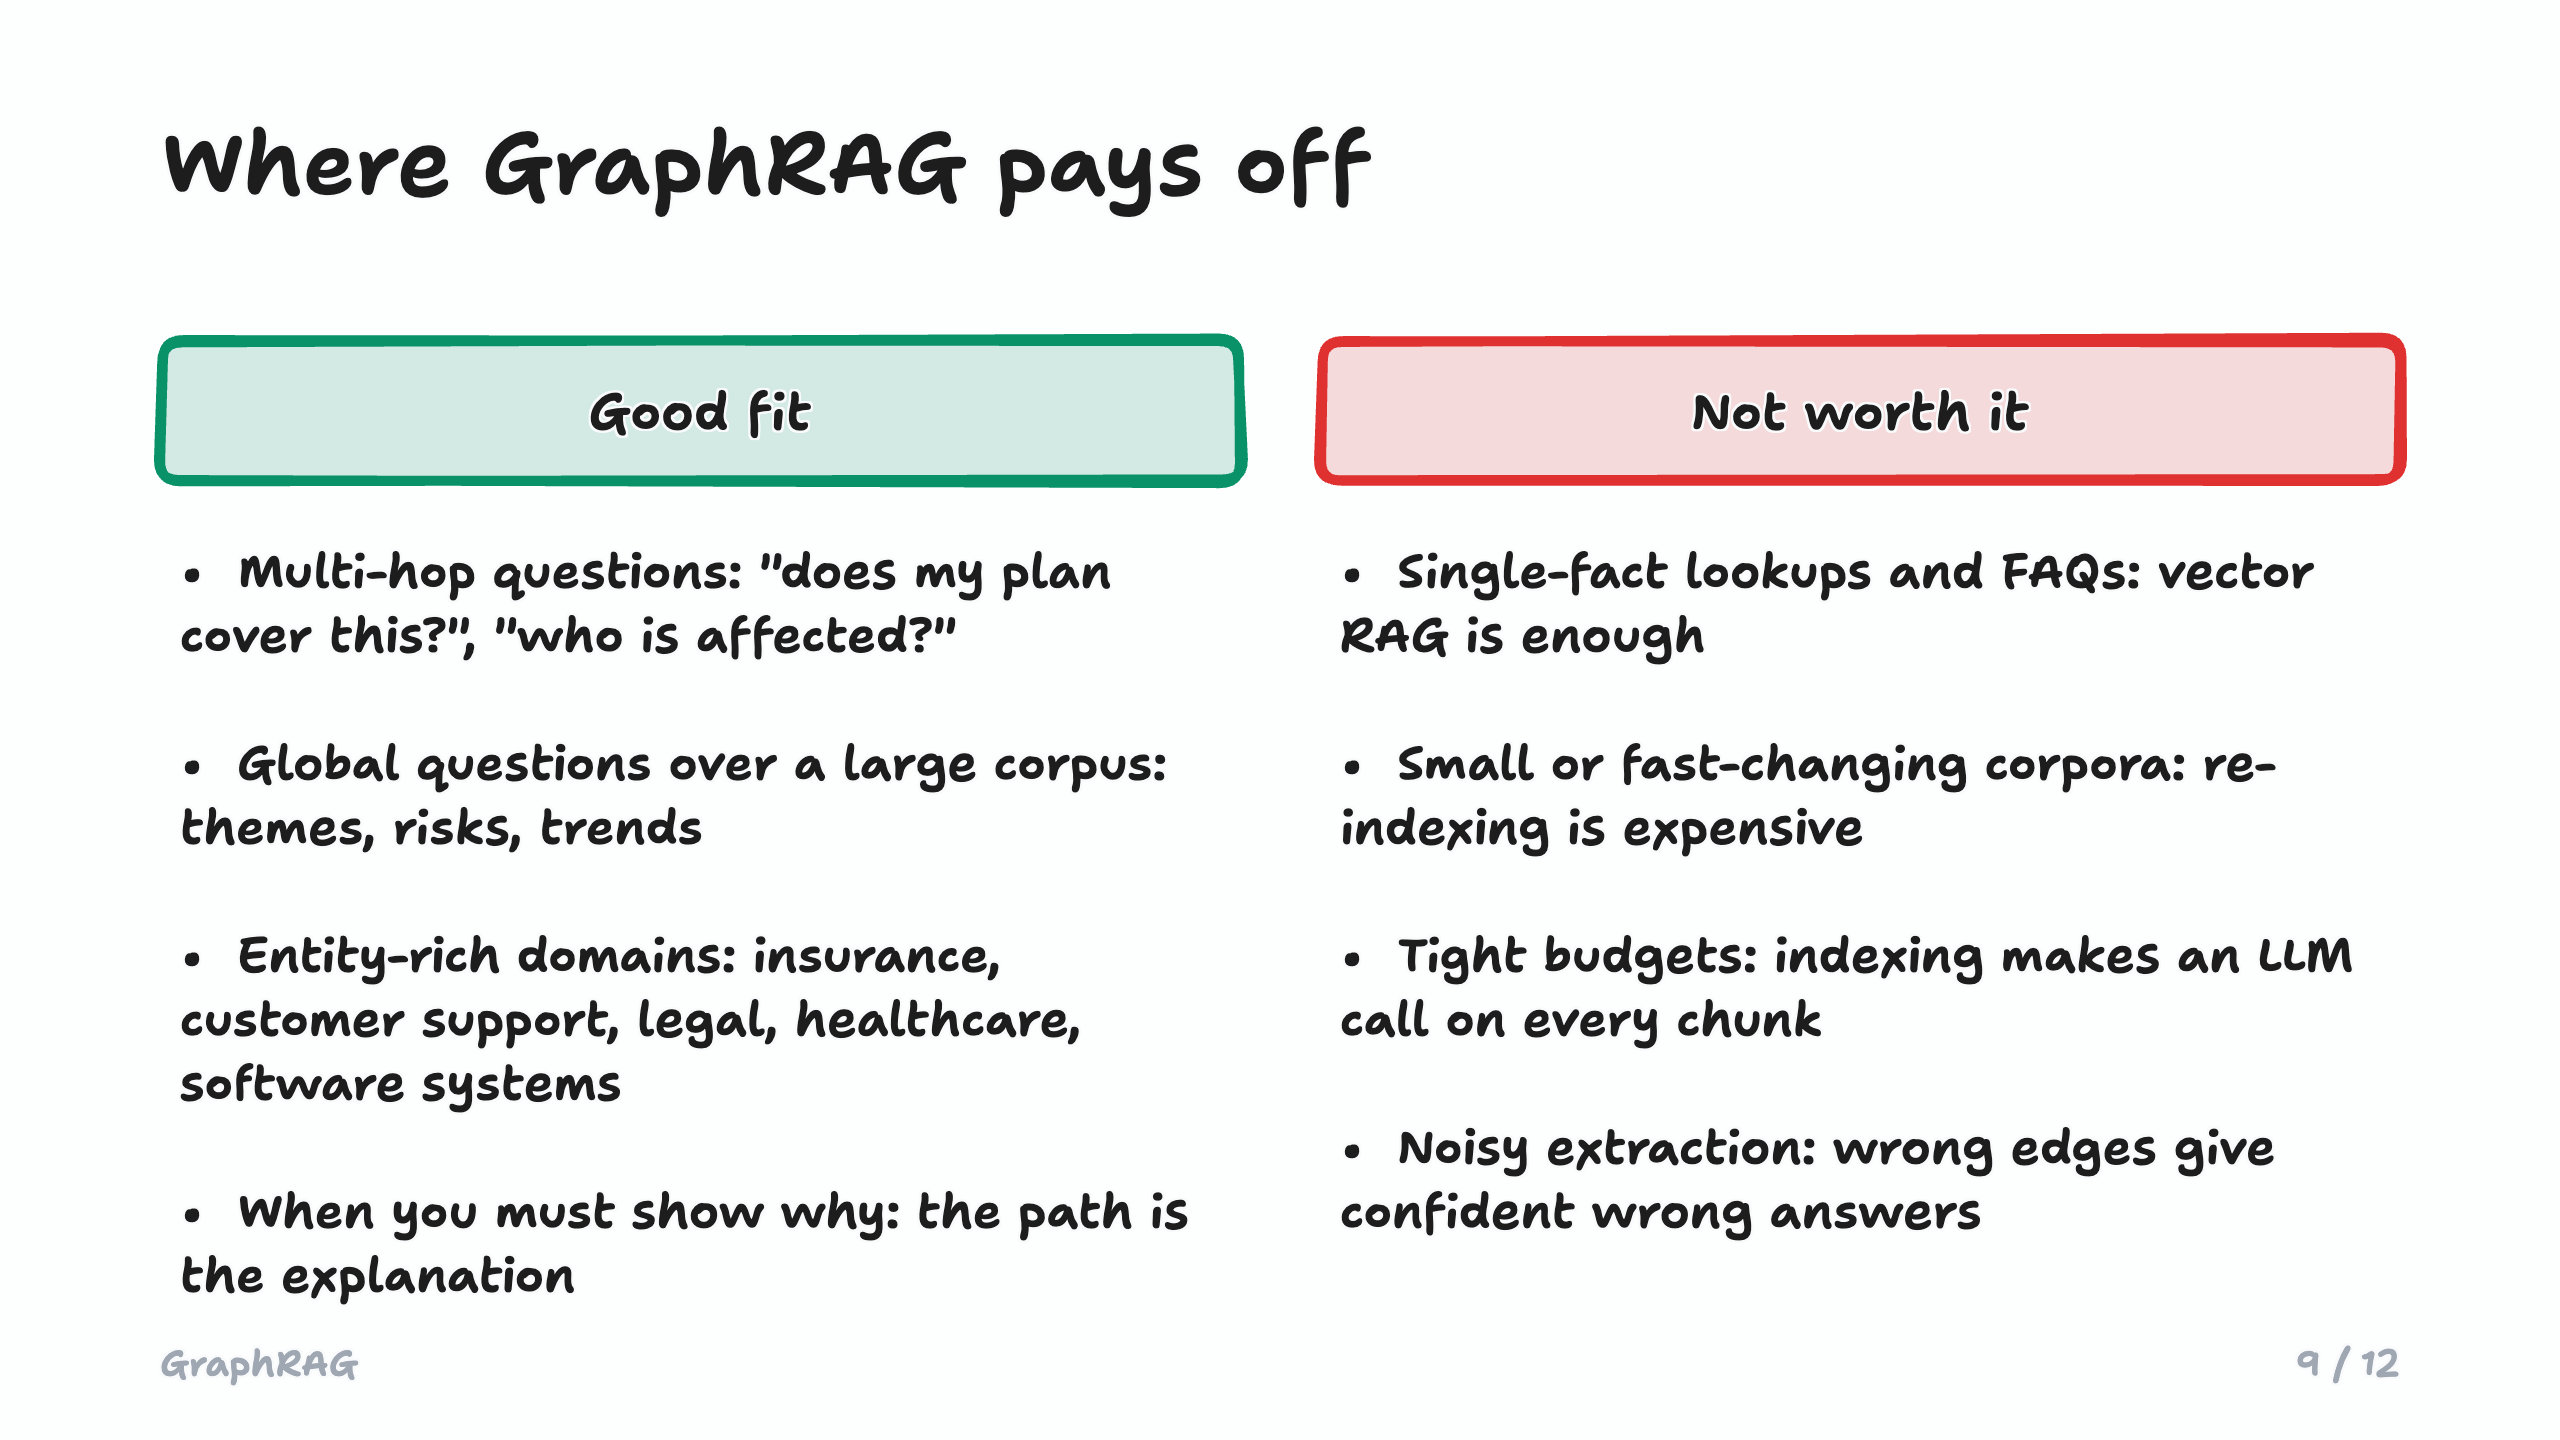 Where GraphRAG pays off
Good fit
• Multi-hop questions: "does my plan
cover this?", "who is affected?"
• Global questions over a large corpus:
themes, risks, trends
• Entity-rich domains: insurance,
customer support, legal, healthcare,
software systems
• When you must show why: the path is
the explanation
Not worth it
• Single-fact lookups and FAQs: vector
RAG is enough
• Small or fast-changing corpora: re-
indexing is expensive
• Tight budgets: indexing makes an LLM
call on every chunk
• Noisy extraction: wrong edges give
confident wrong answers
GraphRAG
9 / 12